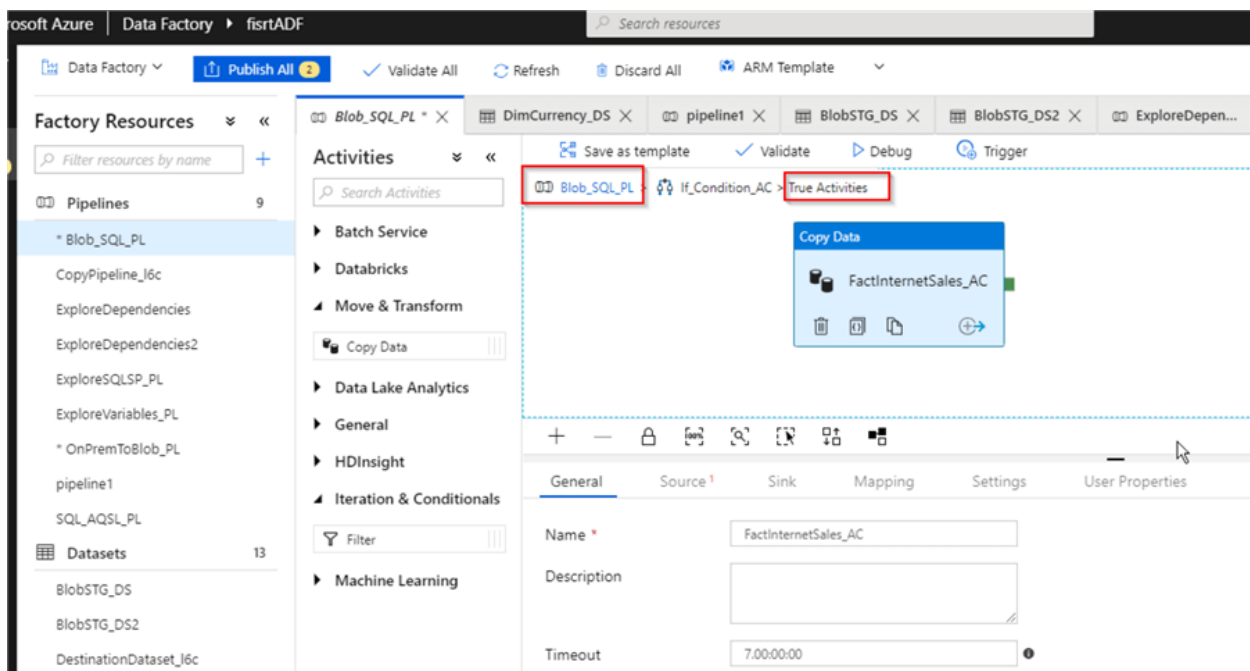 rosoft Azure | Data Factory ▸ fisrtADF
Search resources
Data Factory
Publish All 2
Validate All
Refresh
Discard All
ARM Template
Factory Resources
Filter resources by name
Pipelines 9
* Blob_SQL_PL
CopyPipeline_l6c
ExploreDependencies
ExploreDependencies2
ExploreSQLSP_PL
ExploreVariables_PL
* OnPremToBlob_PL
pipeline1
SQL_AQSL_PL
Datasets 13
BlobSTG_DS
BlobSTG_DS2
DestinationDataset_l6c
Blob_SQL_PL *
DimCurrency_DS
pipeline1
BlobSTG_DS
BlobSTG_DS2
ExploreDepen...
Activities
Search Activities
Batch Service
Databricks
Move & Transform
Copy Data
Data Lake Analytics
General
HDInsight
Iteration & Conditionals
Filter
Machine Learning
Save as template
Validate
Debug
Trigger
Blob_SQL_PL > If_Condition_AC > True Activities
Copy Data
FactInternetSales_AC
100%
General
Source 1
Sink
Mapping
Settings
User Properties
Name *
FactInternetSales_AC
Description
Timeout
7.00:00:00